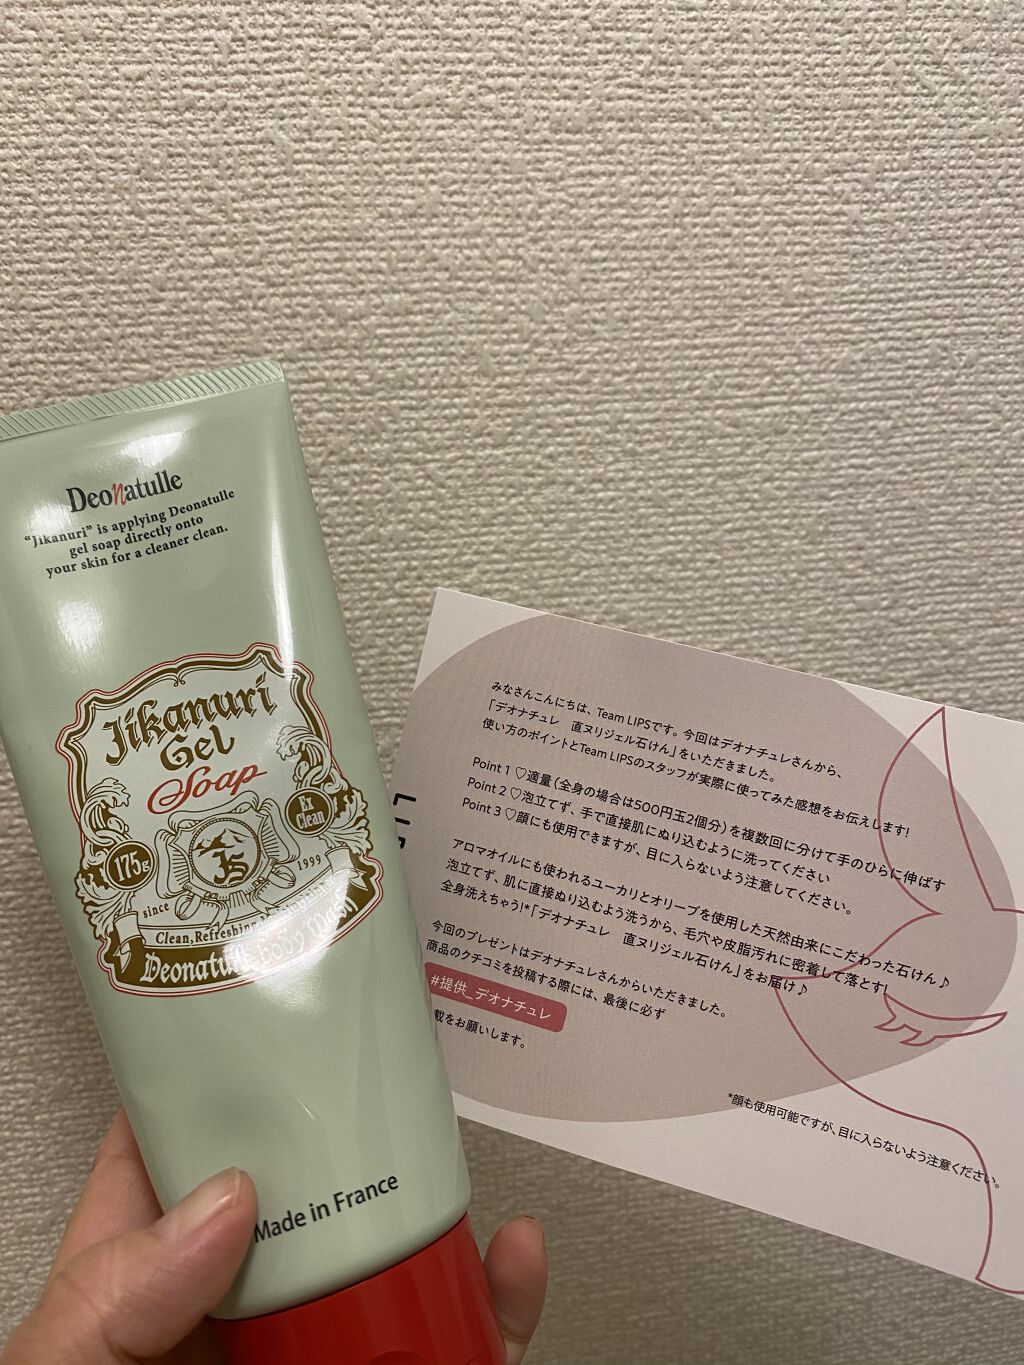 Deonatulle
"Jikanuri" is applying Deonatulle
gel soap directly onto
your skin for a cleaner clean.
Jikanuri
Gel
Soap
Ex
Clean
175g
JS
since
1999
Clean, Refreshing
Deonatulle Body Wash
Made in France
みなさんこんにちは、Team LIPSです。今回はデオナチュレさんから、
「デオナチュレ 直ヌリジェル石けん」をいただきました。
使い方のポイントとTeam LIPSのスタッフが実際に使ってみた感想をお伝えします!
Point 1 ♡適量(全身の場合は500円玉2個分)を複数回に分けて手のひらに伸ばす
Point 2 ♡泡立てず、手で直接肌にぬり込むように洗ってください
Point 3 ♡顔にも使用できますが、目に入らないよう注意してください。
アロマオイルにも使われるユーカリとオリーブを使用した天然由来にこだわった石けん♪
泡立てず、肌に直接ぬり込むよう洗うから、毛穴や皮脂汚れに密着して落とす!
全身洗えちゃう!*「デオナチュレ 直ヌリジェル石けん」をお届け♪
今回のプレゼントはデオナチュレさんからいただきました。
商品のクチコミを投稿する際には、最後に必ず
#提供_デオナチュレ
載をお願いします。
*顔も使用可能ですが、目に入らないよう注意ください。